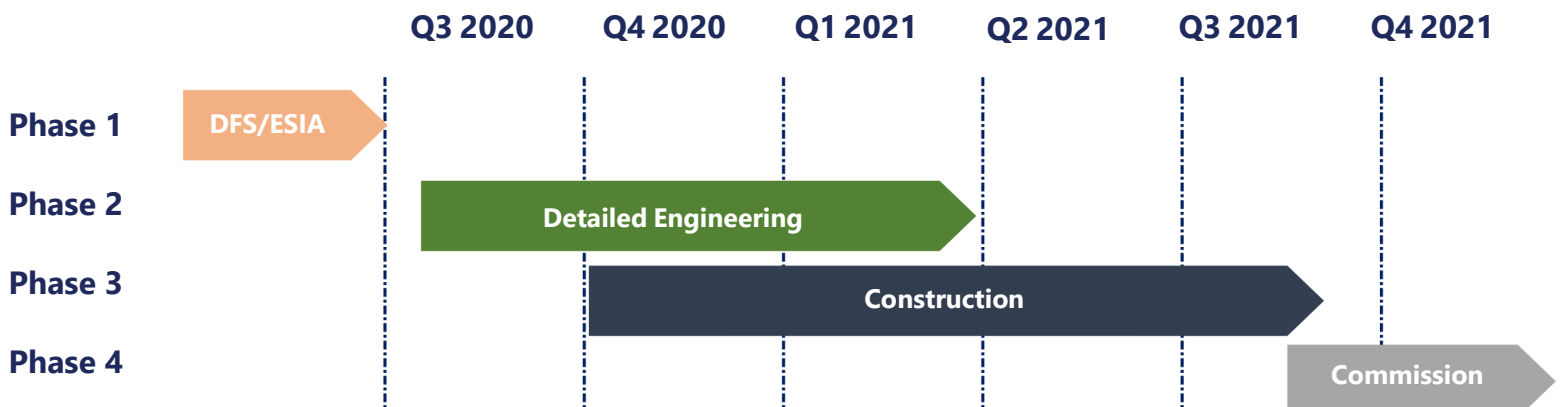 Q3 2020 Q4 2020 Q1 2021 Q2 2021 Q3 2021 Q4 2021
Phase 1 DFS/ESIA
Phase 2 Detailed Engineering
Phase 3 Construction
Phase 4 Commission